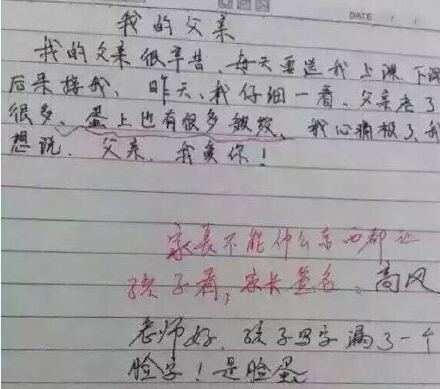 DATE
我的父亲
我的父亲很辛苦、每天要送我上课、下课
后来接我、昨天、我仔细一看、父亲老了
很多、蛋上也有很多皱纹、我心痛极了、我
想说、父亲、我爱你！
家长不能什么东西都让
孩子看，家长签名、高风
老师好、孩子写字漏了一个
脸字！是脸蛋